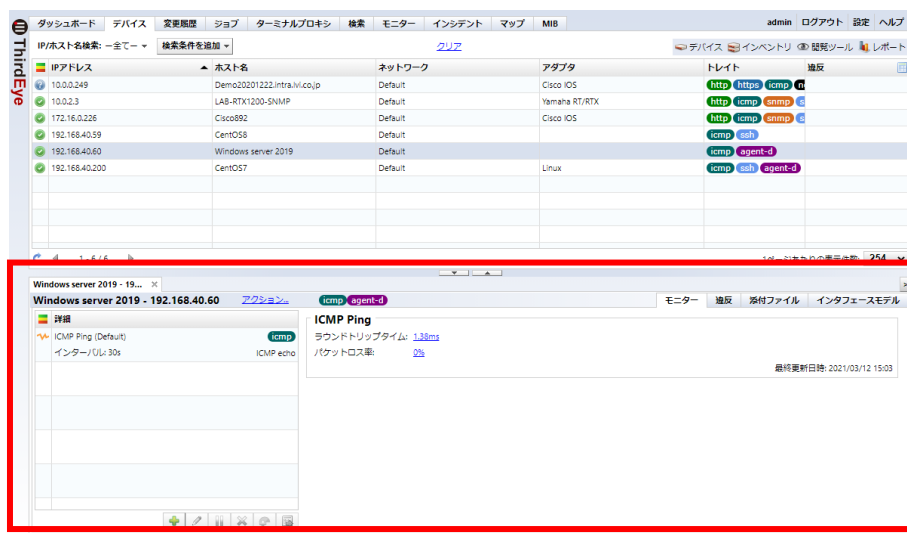 ダッシュボード デバイス 変更履歴 ジョブ ターミナルプロキシ 検索 モニター インシデント マップ MIB admin ログアウト 設定 ヘルプ
ThirdEye
IP/ホスト名検索: ー全てー 検索条件を追加 クリア デバイス インベントリ 閲覧ツール レポート
IPアドレス ホスト名 ネットワーク アダプタ トレイト 違反
10.0.0.249 Demo20201222.intra.lvi.co.jp Default Cisco IOS http https icmp
10.0.2.3 LAB-RTX1200-SNMP Default Yamaha RT/RTX http icmp snmp s
172.16.0.226 Cisco892 Default Cisco IOS http icmp snmp s
192.168.40.59 CentOS8 Default icmp ssh
192.168.40.60 Windows server 2019 Default icmp agent-d
192.168.40.200 CentOS7 Default Linux icmp ssh agent-d
1 - 6 / 6 1ページあたりの表示件数: 254
Windows server 2019 - 19...
Windows server 2019 - 192.168.40.60 アクション... icmp agent-d モニター 違反 添付ファイル インタフェースモデル
詳細
ICMP Ping (Default) icmp
インターバル: 30s ICMP echo
ICMP Ping
ラウンドトリップタイム: 1.38ms
パケットロス率: 0%
最終更新日時: 2021/03/12 15:03